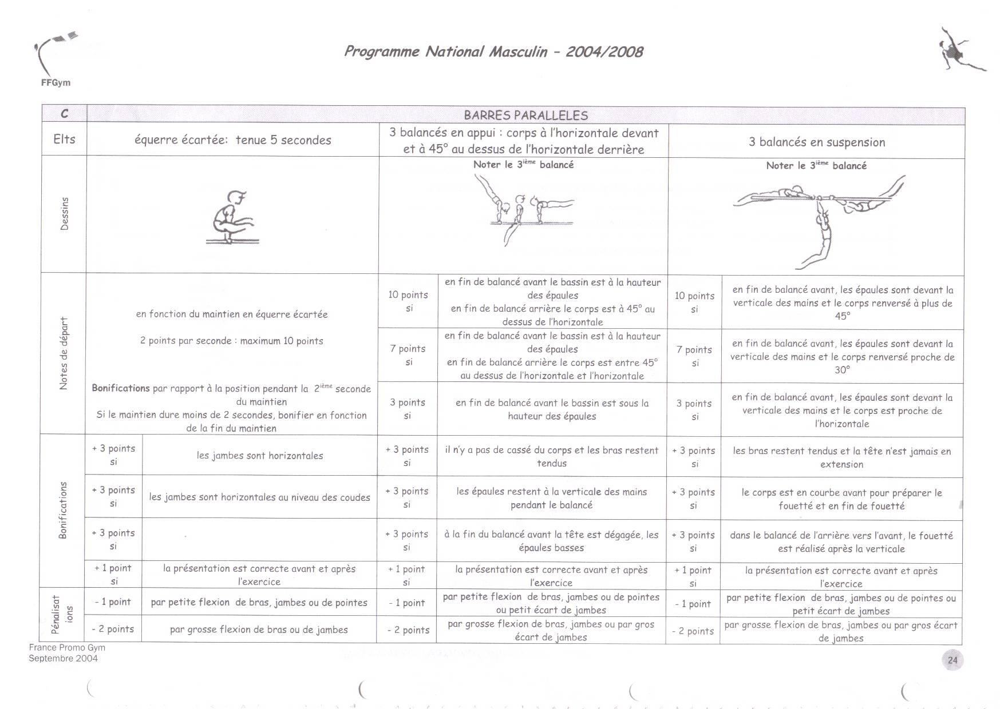 Programme National Masculin - 2004/2008
FFGym
C
BARRES PARALLELES
Elts
équerre écartée: tenue 5 secondes
3 balancés en appui : corps à l'horizontale devant
et à 45° au dessus de l'horizontale derrière
3 balancés en suspension
Dessins
Noter le 3ième balancé
Noter le 3ième balancé
Notes de départ
en fonction du maintien en équerre écartée
2 points par seconde : maximum 10 points
Bonifications par rapport à la position pendant la 2ième seconde
du maintien
Si le maintien dure moins de 2 secondes, bonifier en fonction
de la fin du maintien
10 points
si
en fin de balancé avant le bassin est à la hauteur
des épaules
en fin de balancé arrière le corps est à 45° au
dessus de l'horizontale
10 points
si
en fin de balancé avant, les épaules sont devant la
verticale des mains et le corps renversé à plus de
45°
7 points
si
en fin de balancé avant le bassin est à la hauteur
des épaules
en fin de balancé arrière le corps est entre 45°
au dessus de l'horizontale et l'horizontale
7 points
si
en fin de balancé avant, les épaules sont devant la
verticale des mains et le corps renversé proche de
30°
3 points
si
en fin de balancé avant le bassin est sous la
hauteur des épaules
3 points
si
en fin de balancé avant, les épaules sont devant la
verticale des mains et le corps est proche de
l'horizontale
Bonifications
+ 3 points
si
les jambes sont horizontales
+ 3 points
si
il n'y a pas de cassé du corps et les bras restent
tendus
+ 3 points
si
les bras restent tendus et la tête n'est jamais en
extension
+ 3 points
si
les jambes sont horizontales au niveau des coudes
+ 3 points
si
les épaules restent à la verticale des mains
pendant le balancé
+ 3 points
si
le corps est en courbe avant pour préparer le
fouetté et en fin de fouetté
+ 3 points
si
+ 3 points
si
à la fin du balancé avant la tête est dégagée, les
épaules basses
+ 3 points
si
dans le balancé de l'arrière vers l'avant, le fouetté
est réalisé après la verticale
+ 1 point
si
la présentation est correcte avant et après
l'exercice
+ 1 point
si
la présentation est correcte avant et après
l'exercice
+ 1 point
si
la présentation est correcte avant et après
l'exercice
Pénalisat
ions
- 1 point
par petite flexion de bras, jambes ou de pointes
- 1 point
par petite flexion de bras, jambes ou de pointes
ou petit écart de jambes
- 1 point
par petite flexion de bras, jambes ou de pointes ou
petit écart de jambes
- 2 points
par grosse flexion de bras ou de jambes
- 2 points
par grosse flexion de bras, jambes ou par gros
écart de jambes
- 2 points
par grosse flexion de bras, jambes ou par gros écart
de jambes
France Promo Gym
Septembre 2004
24